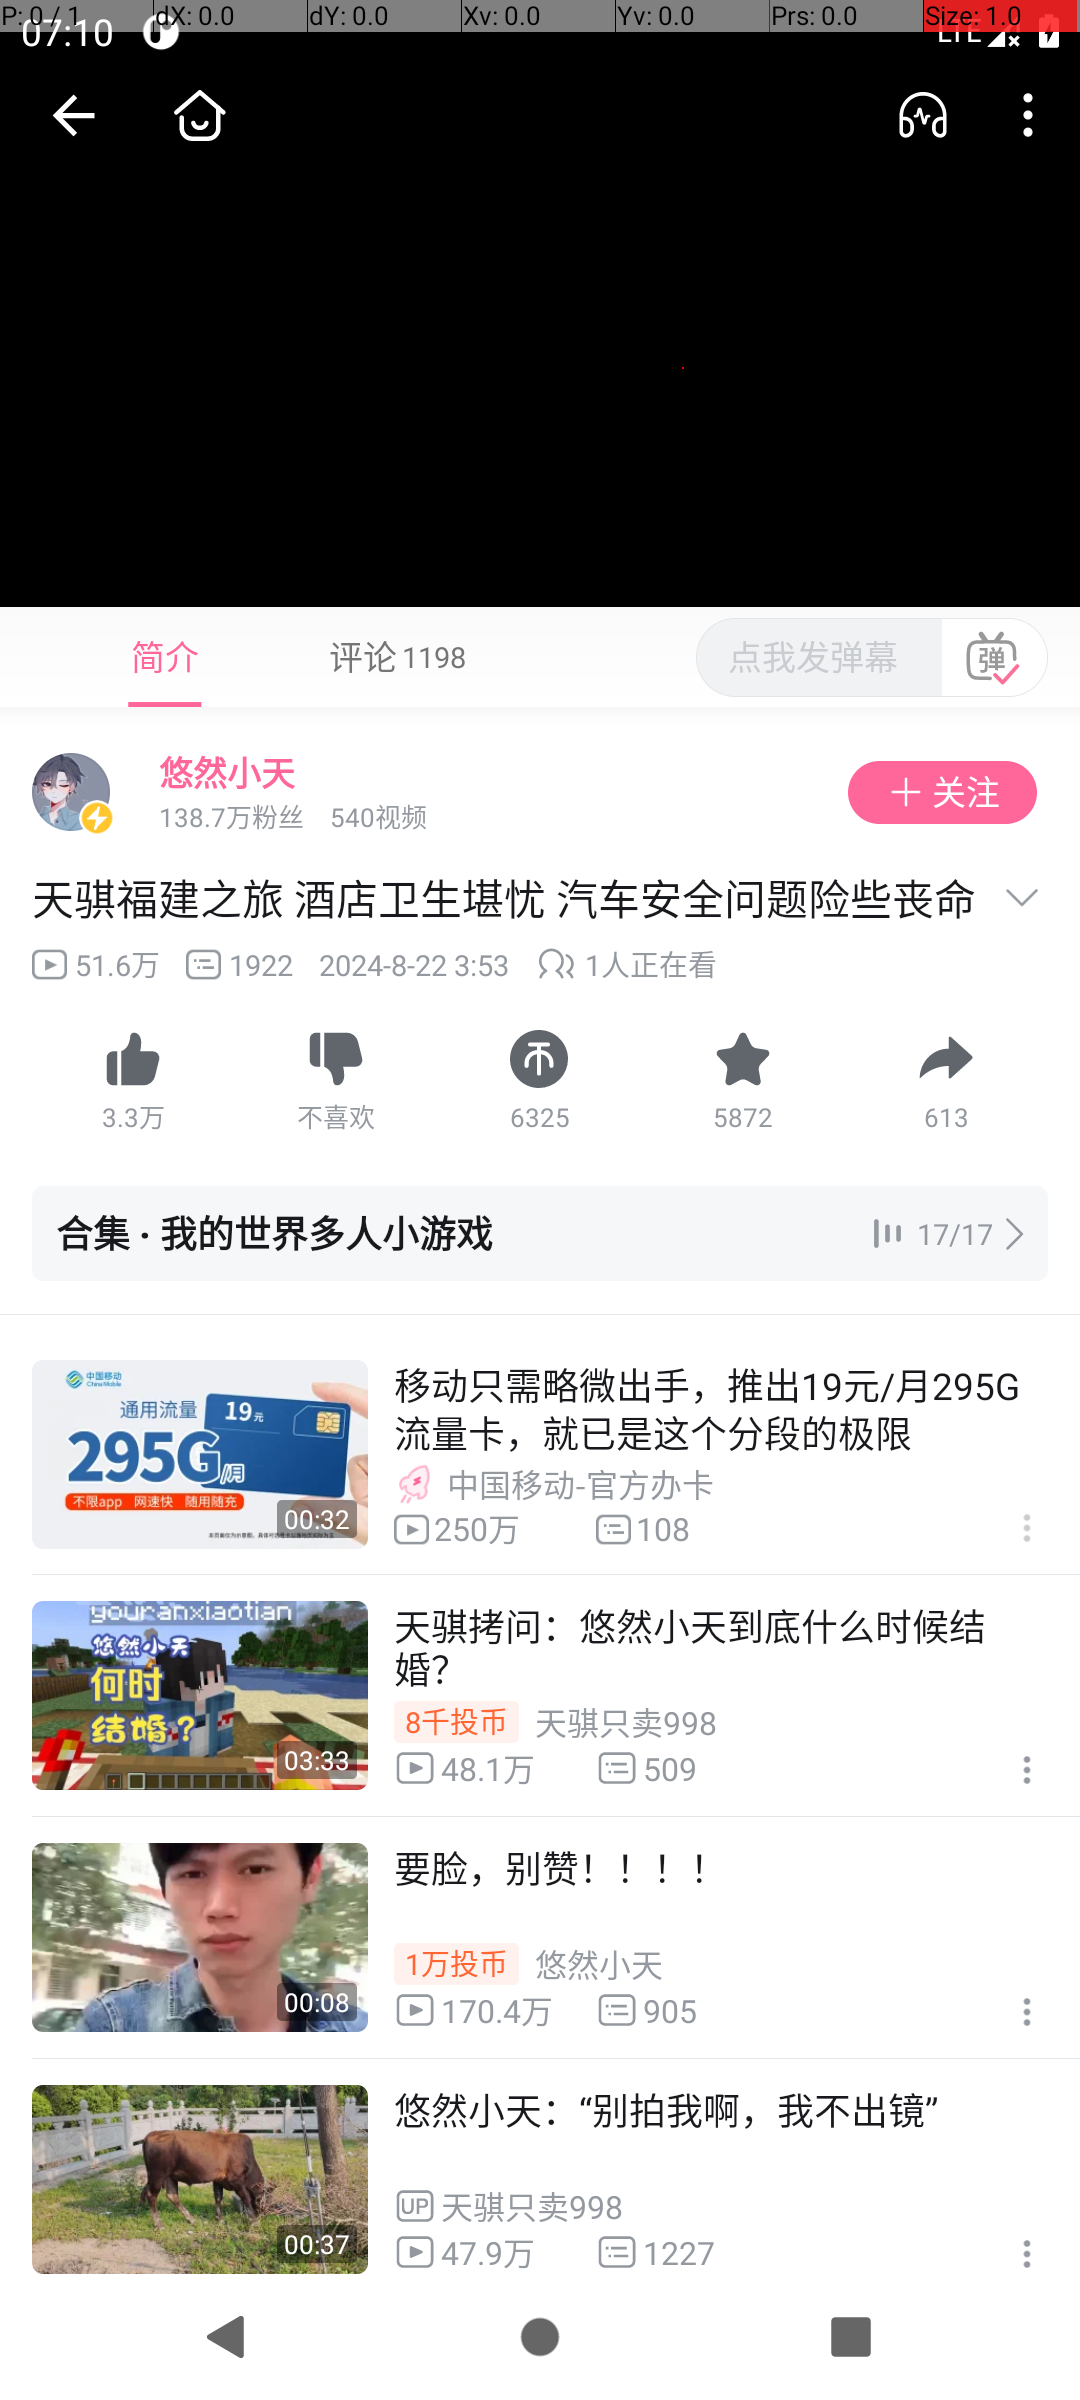 P: 0 / 1 dX: 0.0 dY: 0.0 Xv: 0.0 Yv: 0.0 Prs: 0.0 Size: 1.0
07:10 LTE
简介 评论 1198 点我发弹幕 弹
悠然小天
138.7万粉丝 540视频
+ 关注
天骐福建之旅 酒店卫生堪忧 汽车安全问题险些丧命
51.6万 1922 2024-8-22 3:53 1人正在看
3.3万 不喜欢 6325 5872 613
合集 · 我的世界多人小游戏 17/17
中国移动
China Mobile
通用流量 19元
295G/月
不限app 网速快 随用随充
00:32
移动只需略微出手，推出19元/月295G
流量卡，就已是这个分段的极限
中国移动-官方办卡
250万 108
youranxiaotian
悠然小天
何时
结婚？
03:33
天骐拷问：悠然小天到底什么时候结
婚？
8千投币 天骐只卖998
48.1万 509
00:08
要脸，别赞！！！！
1万投币 悠然小天
170.4万 905
00:37
悠然小天：“别拍我啊，我不出镜”
UP 天骐只卖998
47.9万 1227